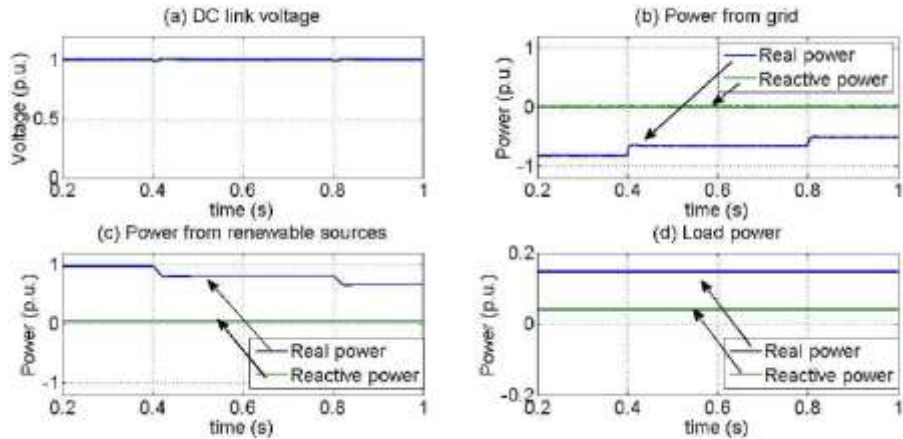 (a) DC link voltage
Voltage (p.u.)
1
0.5
0
0.2 0.4 0.6 0.8 1
time (s)
(b) Power from grid
Power (p.u.)
1
0
-1
Real power
Reactive power
0.2 0.4 0.6 0.8 1
time (s)
(c) Power from renewable sources
Power (p.u.)
1
0
-1
Real power
Reactive power
0.2 0.4 0.6 0.8 1
time (s)
(d) Load power
Power (p.u.)
0.2
0
-0.2
Real power
Reactive power
0.2 0.4 0.6 0.8 1
time (s)